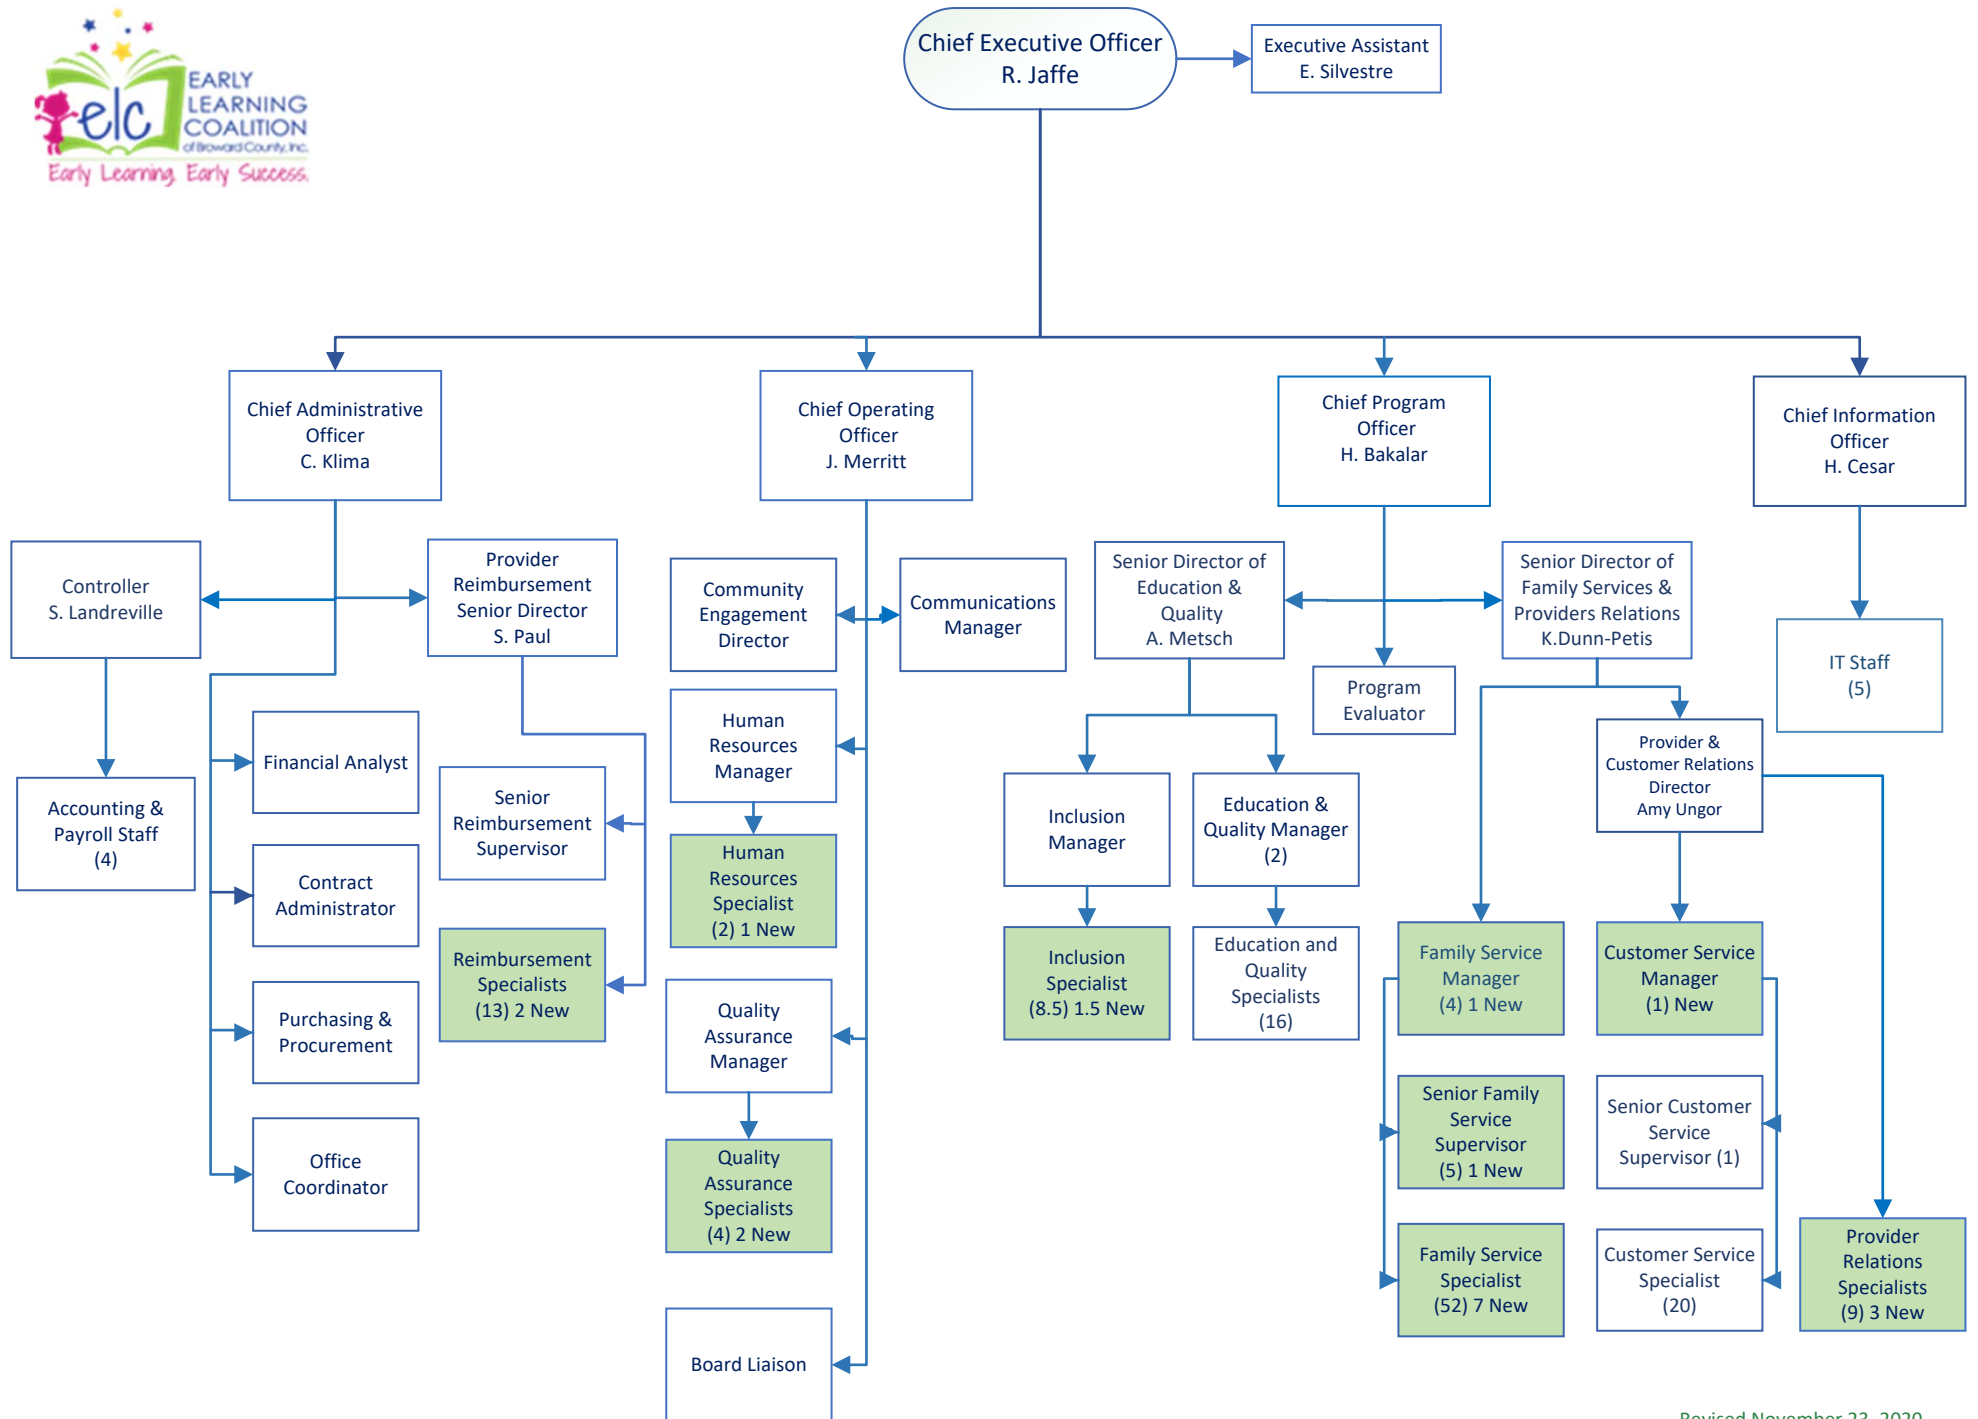 EARLY
LEARNING
COALITION
of Broward County, Inc.
elc
Early Learning. Early Success.
Chief Executive Officer
R. Jaffe
Executive Assistant
E. Silvestre
Chief Administrative
Officer
C. Klima
Chief Operating
Officer
J. Merritt
Chief Program
Officer
H. Bakalar
Chief Information
Officer
H. Cesar
Controller
S. Landreville
Provider
Reimbursement
Senior Director
S. Paul
Community
Engagement
Director
Communications
Manager
Senior Director of
Education &
Quality
A. Metsch
Senior Director of
Family Services &
Providers Relations
K.Dunn-Petis
IT Staff
(5)
Program
Evaluator
Human
Resources
Manager
Provider &
Customer Relations
Director
Amy Ungor
Financial Analyst
Accounting &
Payroll Staff
(4)
Senior
Reimbursement
Supervisor
Inclusion
Manager
Education &
Quality Manager
(2)
Human
Resources
Specialist
(2) 1 New
Contract
Administrator
Reimbursement
Specialists
(13) 2 New
Inclusion
Specialist
(8.5) 1.5 New
Education and
Quality
Specialists
(16)
Family Service
Manager
(4) 1 New
Customer Service
Manager
(1) New
Purchasing &
Procurement
Quality
Assurance
Manager
Senior Family
Service
Supervisor
(5) 1 New
Senior Customer
Service
Supervisor (1)
Office
Coordinator
Quality
Assurance
Specialists
(4) 2 New
Family Service
Specialist
(52) 7 New
Customer Service
Specialist
(20)
Provider
Relations
Specialists
(9) 3 New
Board Liaison
Revised November 23, 2020